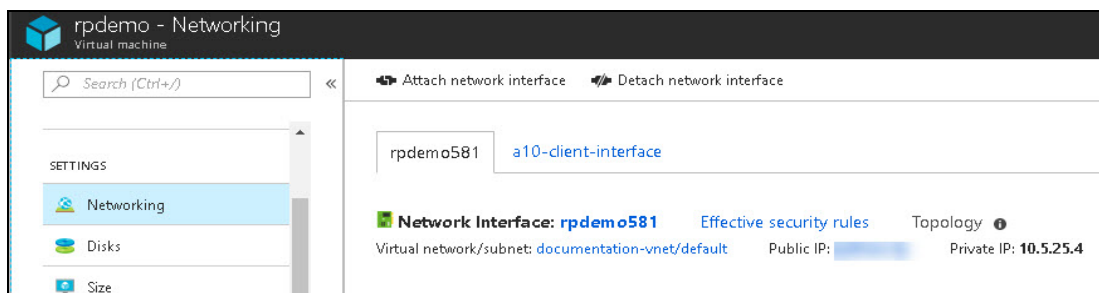 rpdemo - Networking
Virtual machine
Search (Ctrl+/)
«
Attach network interface Detach network interface
rpdemo581 a10-client-interface
SETTINGS
Networking
Disks
Size
Network Interface: rpdemo581 Effective security rules Topology
Virtual network/subnet: documentation-vnet/default Public IP: Private IP: 10.5.25.4